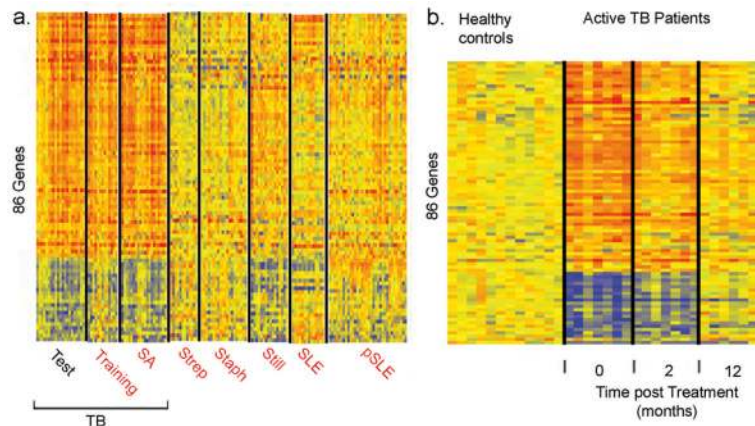 a.
86 Genes
Test
Training
SA
Strep
Staph
Still
SLE
pSLE
TB
b.
Healthy controls
Active TB Patients
86 Genes
0
2
12
Time post Treatment
(months)